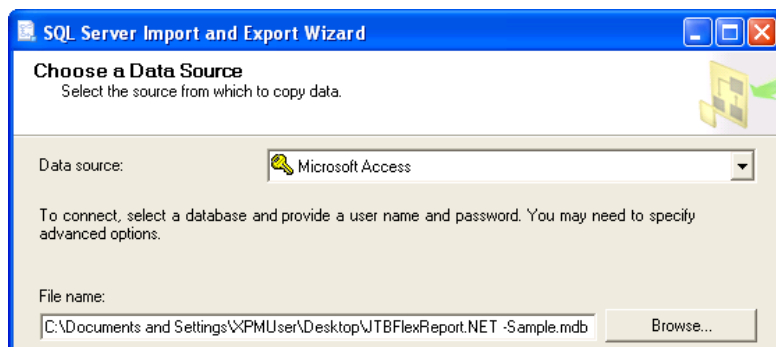 SQL Server Import and Export Wizard
Choose a Data Source
Select the source from which to copy data.
Data source:
Microsoft Access
To connect, select a database and provide a user name and password. You may need to specify
advanced options.
File name:
C:\Documents and Settings\XPMUser\Desktop\JTBFlexReport.NET -Sample.mdb
Browse...